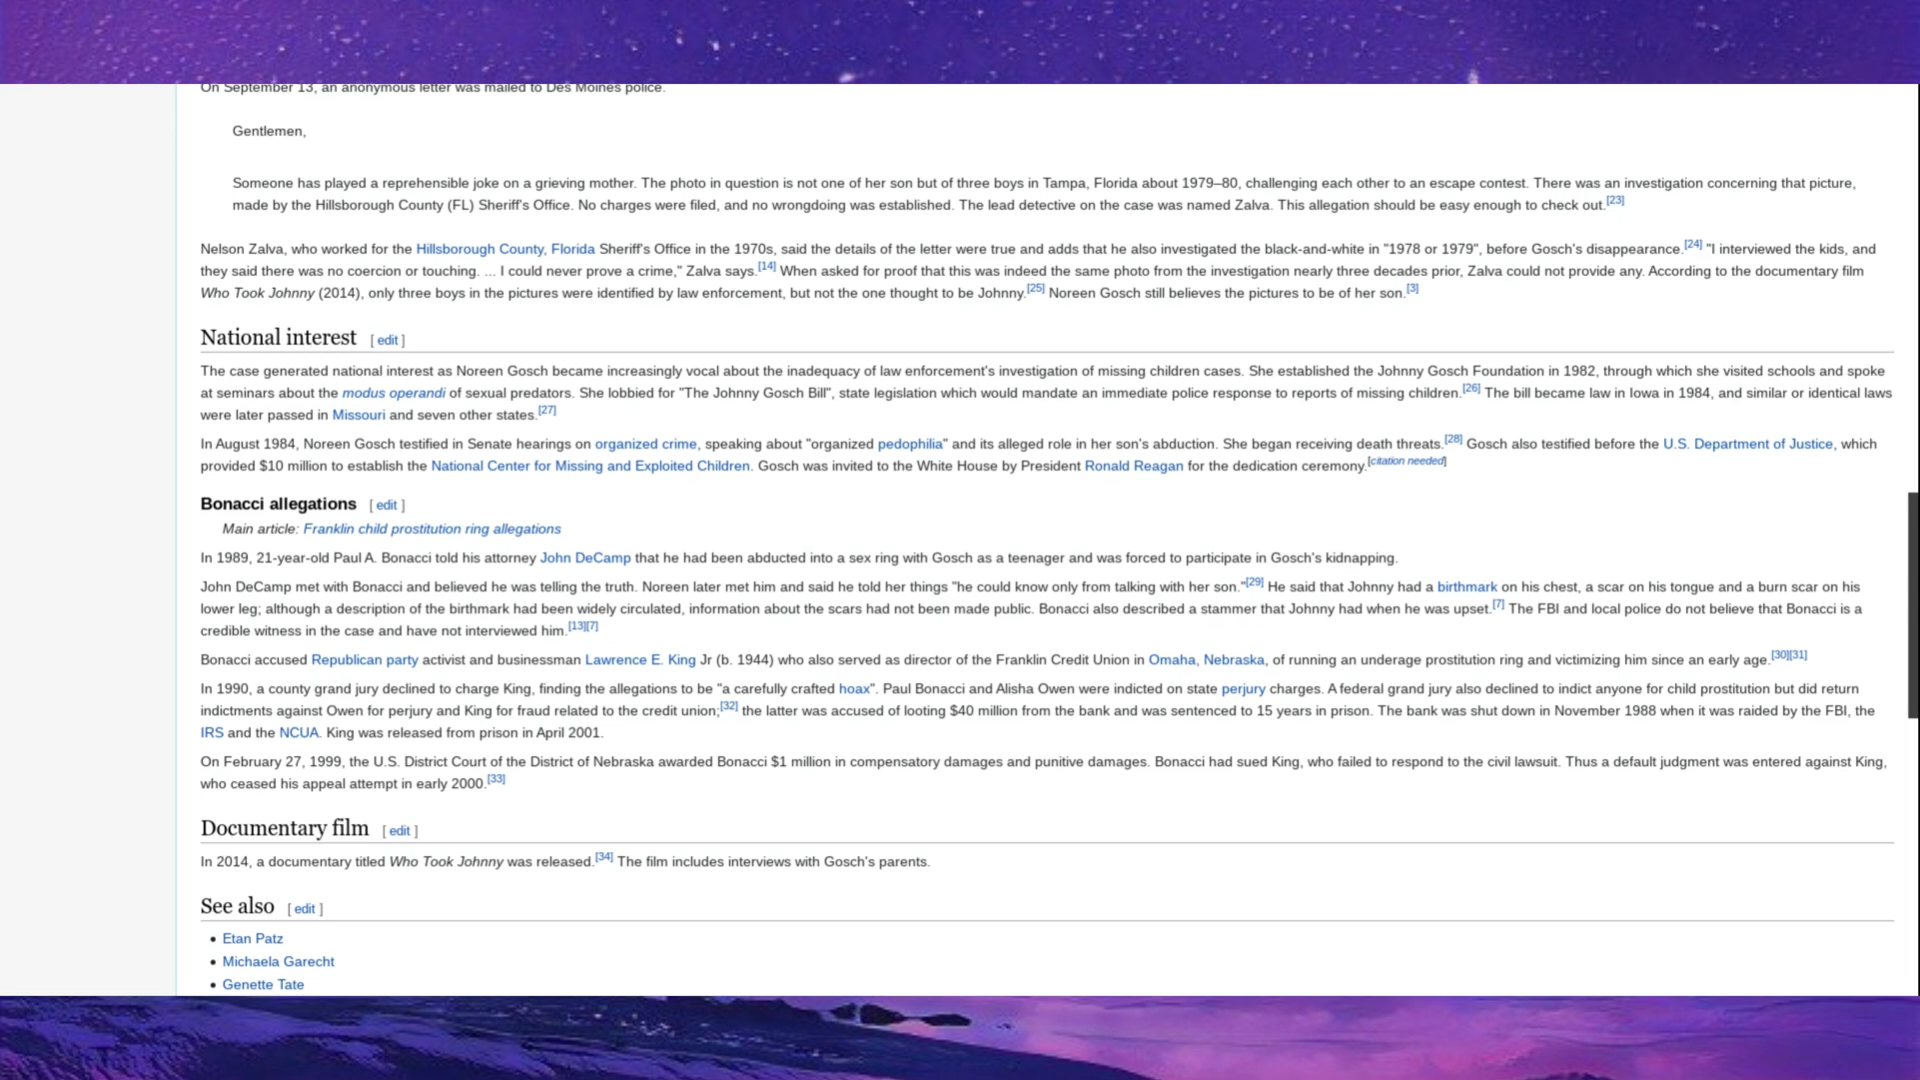 On September 13, an anonymous letter was mailed to Des Moines police.
Gentlemen,
Someone has played a reprehensible joke on a grieving mother. The photo in question is not one of her son but of three boys in Tampa, Florida about 1979–80, challenging each other to an escape contest. There was an investigation concerning that picture,
made by the Hillsborough County (FL) Sheriff's Office. No charges were filed, and no wrongdoing was established. The lead detective on the case was named Zalva. This allegation should be easy enough to check out.[23]
Nelson Zalva, who worked for the Hillsborough County, Florida Sheriff's Office in the 1970s, said the details of the letter were true and adds that he also investigated the black-and-white in "1978 or 1979", before Gosch's disappearance.[24] "I interviewed the kids, and
they said there was no coercion or touching. ... I could never prove a crime," Zalva says.[14] When asked for proof that this was indeed the same photo from the investigation nearly three decades prior, Zalva could not provide any. According to the documentary film
Who Took Johnny (2014), only three boys in the pictures were identified by law enforcement, but not the one thought to be Johnny.[25] Noreen Gosch still believes the pictures to be of her son.[3]
National interest [ edit ]
The case generated national interest as Noreen Gosch became increasingly vocal about the inadequacy of law enforcement's investigation of missing children cases. She established the Johnny Gosch Foundation in 1982, through which she visited schools and spoke
at seminars about the modus operandi of sexual predators. She lobbied for "The Johnny Gosch Bill", state legislation which would mandate an immediate police response to reports of missing children.[26] The bill became law in Iowa in 1984, and similar or identical laws
were later passed in Missouri and seven other states.[27]
In August 1984, Noreen Gosch testified in Senate hearings on organized crime, speaking about "organized pedophilia" and its alleged role in her son's abduction. She began receiving death threats.[28] Gosch also testified before the U.S. Department of Justice, which
provided $10 million to establish the National Center for Missing and Exploited Children. Gosch was invited to the White House by President Ronald Reagan for the dedication ceremony.[citation needed]
Bonacci allegations [ edit ]
Main article: Franklin child prostitution ring allegations
In 1989, 21-year-old Paul A. Bonacci told his attorney John DeCamp that he had been abducted into a sex ring with Gosch as a teenager and was forced to participate in Gosch's kidnapping.
John DeCamp met with Bonacci and believed he was telling the truth. Noreen later met him and said he told her things "he could know only from talking with her son."[29] He said that Johnny had a birthmark on his chest, a scar on his tongue and a burn scar on his
lower leg; although a description of the birthmark had been widely circulated, information about the scars had not been made public. Bonacci also described a stammer that Johnny had when he was upset.[7] The FBI and local police do not believe that Bonacci is a
credible witness in the case and have not interviewed him.[13][7]
Bonacci accused Republican party activist and businessman Lawrence E. King Jr (b. 1944) who also served as director of the Franklin Credit Union in Omaha, Nebraska, of running an underage prostitution ring and victimizing him since an early age.[30][31]
In 1990, a county grand jury declined to charge King, finding the allegations to be "a carefully crafted hoax". Paul Bonacci and Alisha Owen were indicted on state perjury charges. A federal grand jury also declined to indict anyone for child prostitution but did return
indictments against Owen for perjury and King for fraud related to the credit union;[32] the latter was accused of looting $40 million from the bank and was sentenced to 15 years in prison. The bank was shut down in November 1988 when it was raided by the FBI, the
IRS and the NCUA. King was released from prison in April 2001.
On February 27, 1999, the U.S. District Court of the District of Nebraska awarded Bonacci $1 million in compensatory damages and punitive damages. Bonacci had sued King, who failed to respond to the civil lawsuit. Thus a default judgment was entered against King,
who ceased his appeal attempt in early 2000.[33]
Documentary film [ edit ]
In 2014, a documentary titled Who Took Johnny was released.[34] The film includes interviews with Gosch's parents.
See also [ edit ]
• Etan Patz
• Michaela Garecht
• Genette Tate